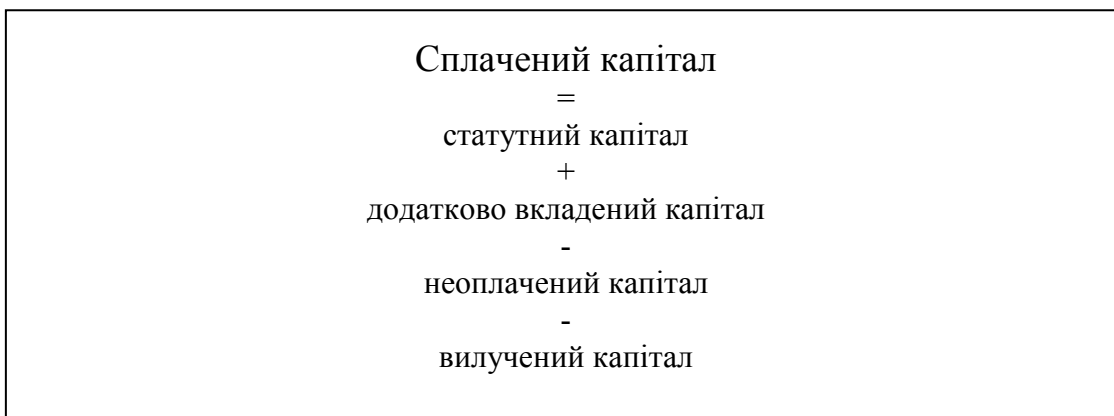 Сплачений капітал
=
статутний капітал
+
додатково вкладений капітал
-
неоплачений капітал
-
вилучений капітал